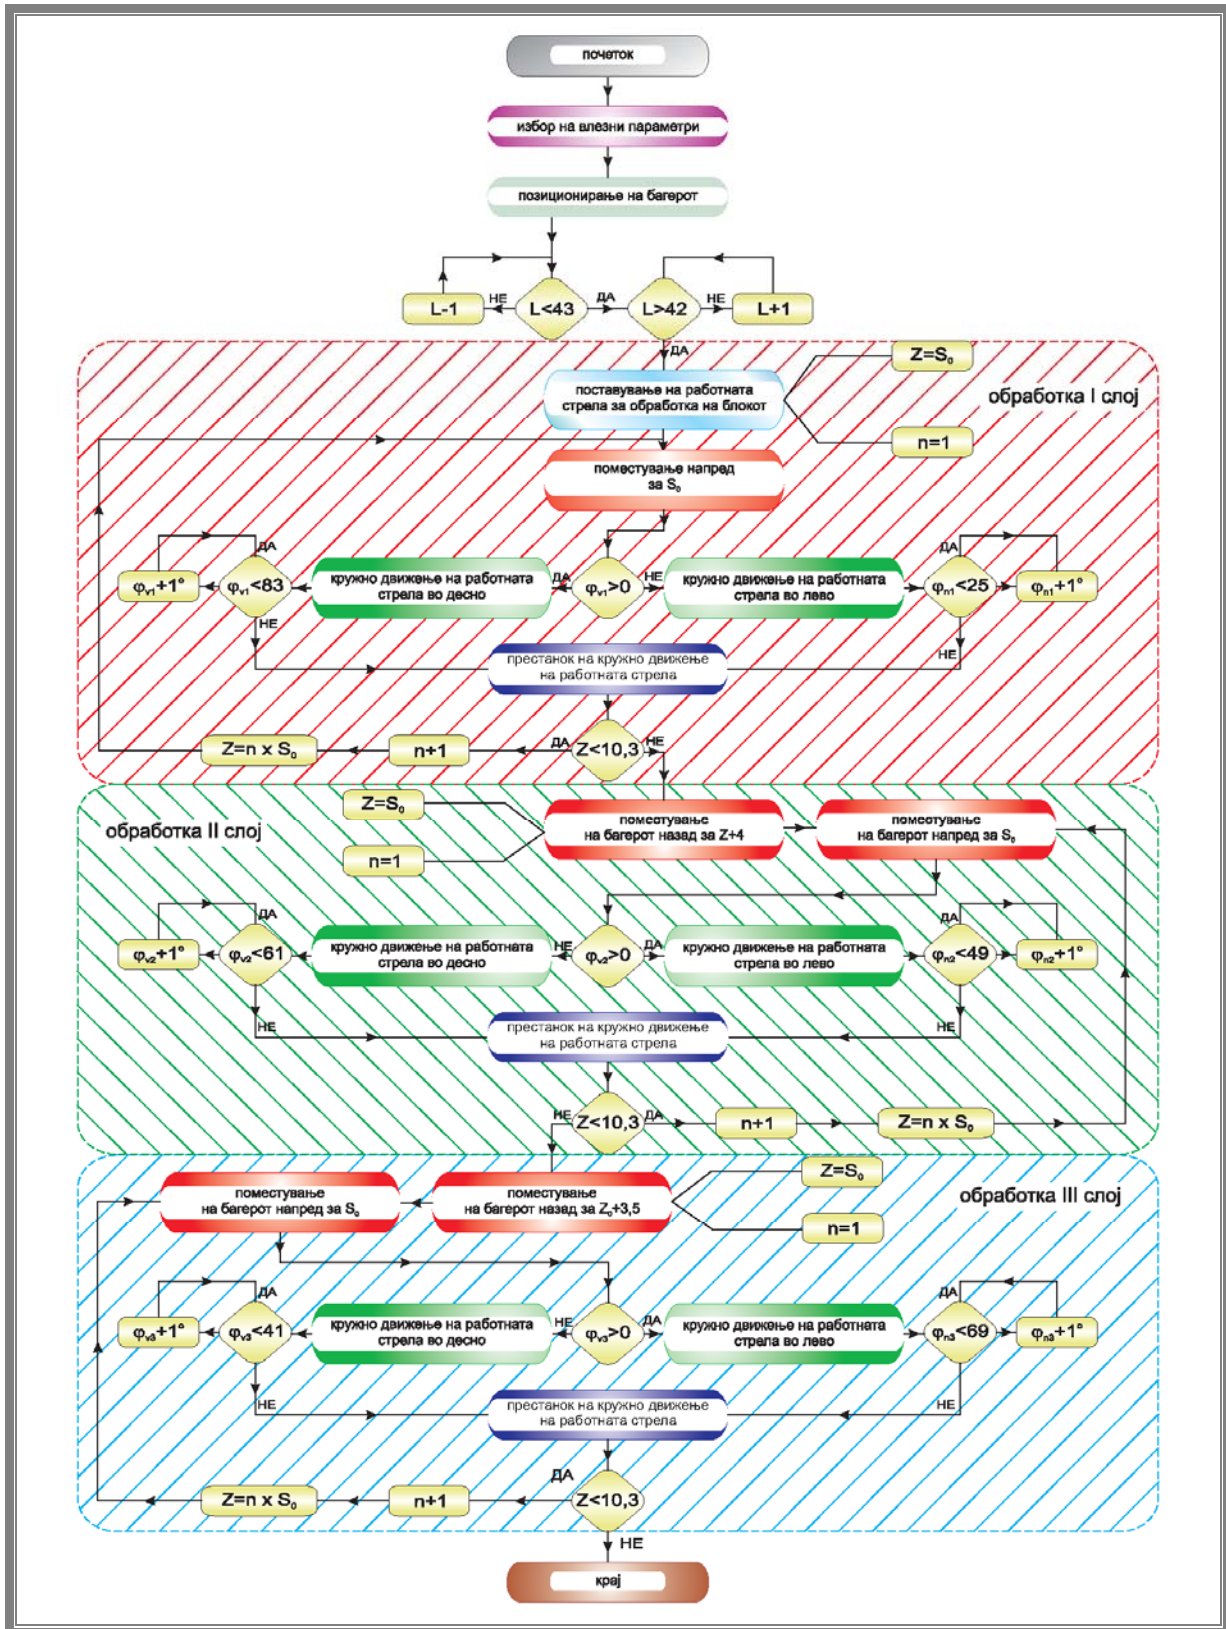 почеток
избор на влезни параметри
позиционирање на багерот
L-1
НЕ
L<43
ДА
L>42
НЕ
L+1
ДА
Z=S₀
поставување на работната
стрела за обработка на блокот
обработка I слој
n=1
поместување напред
за S₀
ДА
φv1+1°
φv1<83
кружно движење на работната
стрела во десно
ДА
φv1>0
НЕ
кружно движење на работната
стрела во лево
ДА
φn1<25
φn1+1°
НЕ
престанок на кружно движење
на работната стрела
НЕ
Z=n x S₀
n+1
ДА
Z<10,3
НЕ
Z=S₀
обработка II слој
n=1
поместување
на багерот назад за Z+4
поместување
на багерот напред за S₀
ДА
φv2+1°
φv2<61
кружно движење на работната
стрела во десно
НЕ
φv2>0
ДА
кружно движење на работната
стрела во лево
ДА
φn2<49
φn2+1°
НЕ
престанок на кружно движење
на работната стрела
НЕ
НЕ
Z<10,3
ДА
n+1
Z=n x S₀
поместување
на багерот напред за S₀
поместување
на багерот назад за Z₀+3,5
Z=S₀
n=1
обработка III слој
ДА
φv3+1°
φv3<41
кружно движење на работната
стрела во десно
НЕ
φv3>0
ДА
кружно движење на работната
стрела во лево
ДА
φn3<69
φn3+1°
НЕ
престанок на кружно движење
на работната стрела
НЕ
Z=n x S₀
n+1
ДА
Z<10,3
НЕ
крај